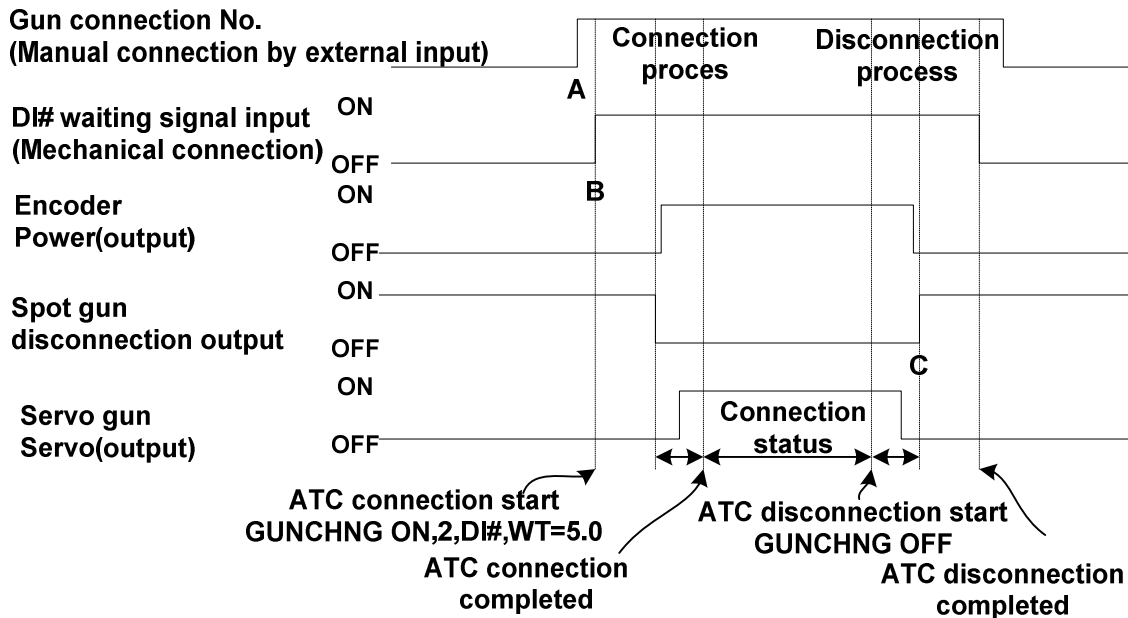 Gun connection No.
(Manual connection by external input)
Connection
proces
Disconnection
process
A
DI# waiting signal input
(Mechanical connection)
ON
OFF
B
Encoder
Power(output)
ON
OFF
Spot gun
disconnection output
ON
OFF
C
Servo gun
Servo(output)
ON
OFF
Connection
status
ATC connection start
GUNCHNG ON,2,DI#,WT=5.0
ATC connection
completed
ATC disconnection start
GUNCHNG OFF
ATC disconnection
completed